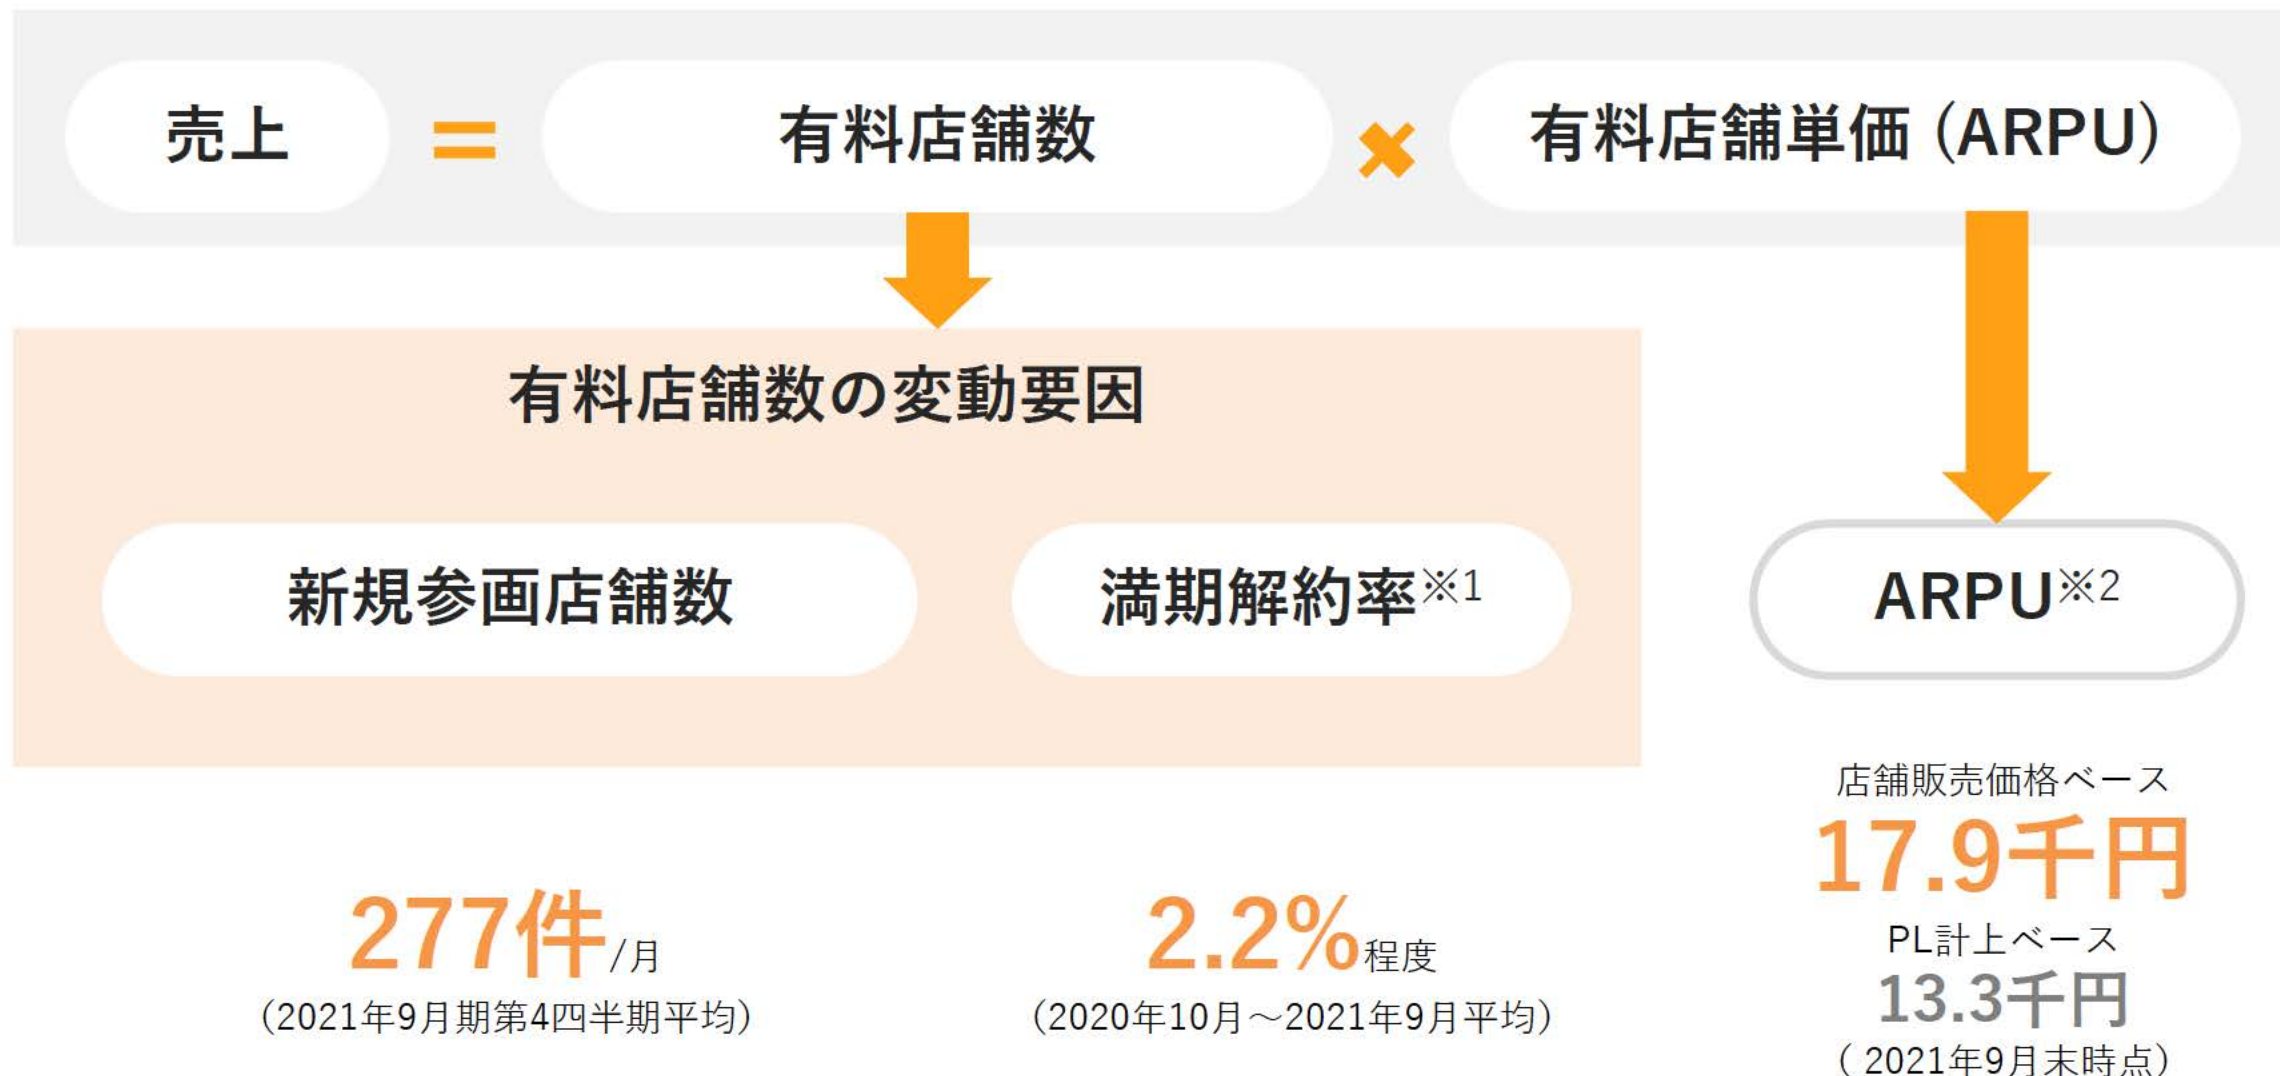 売上 = 有料店舗数 × 有料店舗単価（ARPU）
有料店舗数の変動要因
新規参画店舗数
満期解約率※1
ARPU※2
277件/月
（2021年9月期第4四半期平均）
2.2%程度
（2020年10月～2021年9月平均）
店舗販売価格ベース
17.9千円
PL計上ベース
13.3千円
（ 2021年9月末時点）